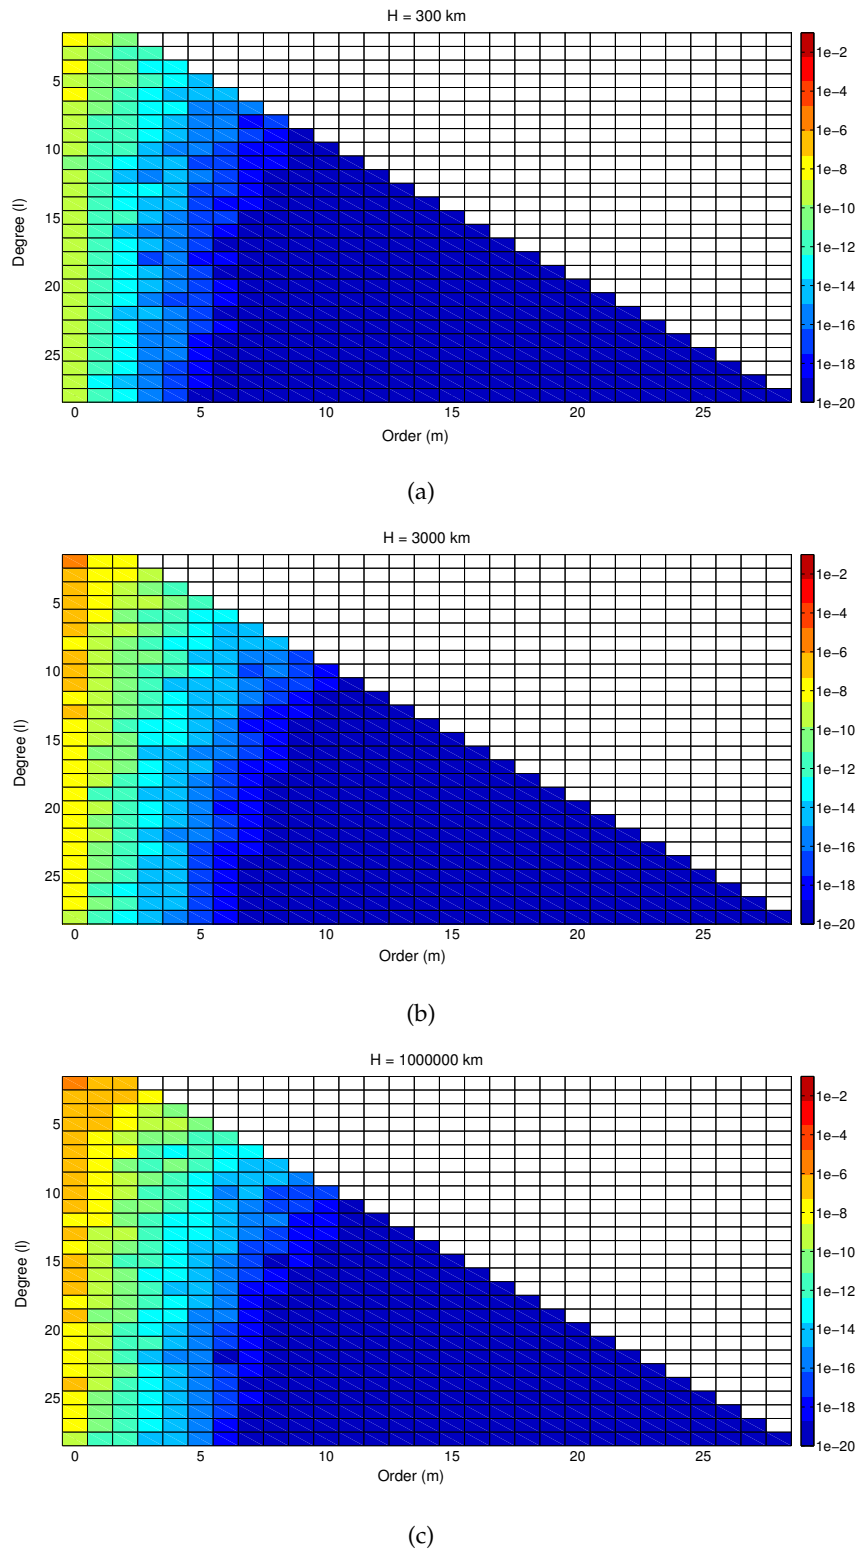 H = 300 km
Degree (l)
5
10
15
20
25
0 5 10 15 20 25
Order (m)
1e−2
1e−4
1e−6
1e−8
1e−10
1e−12
1e−14
1e−16
1e−18
1e−20
(a)
H = 3000 km
Degree (l)
5
10
15
20
25
0 5 10 15 20 25
Order (m)
1e−2
1e−4
1e−6
1e−8
1e−10
1e−12
1e−14
1e−16
1e−18
1e−20
(b)
H = 1000000 km
Degree (l)
5
10
15
20
25
0 5 10 15 20 25
Order (m)
1e−2
1e−4
1e−6
1e−8
1e−10
1e−12
1e−14
1e−16
1e−18
1e−20
(c)